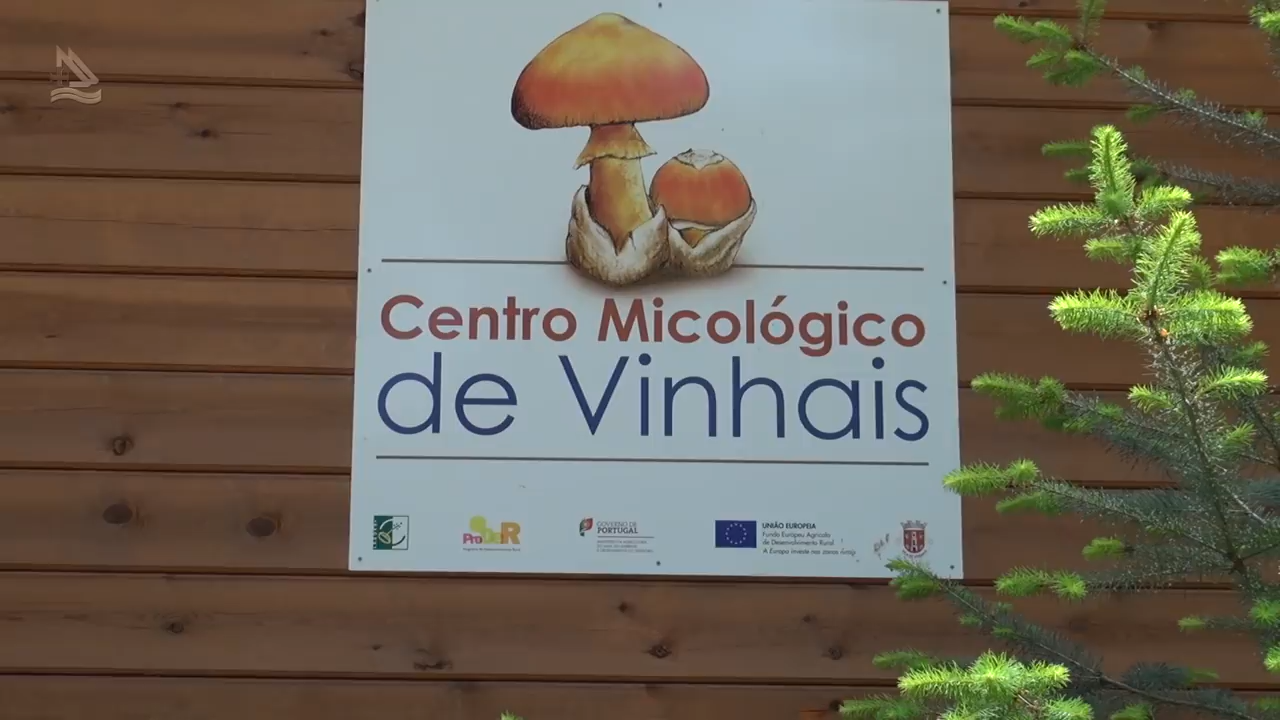 Centro Micológico
de Vinhais
ProDeR
GOVERNO DE
PORTUGAL
UNIÃO EUROPEIA
Fundo Europeu Agrícola
de Desenvolvimento Rural
A Europa investe nas zonas rurais